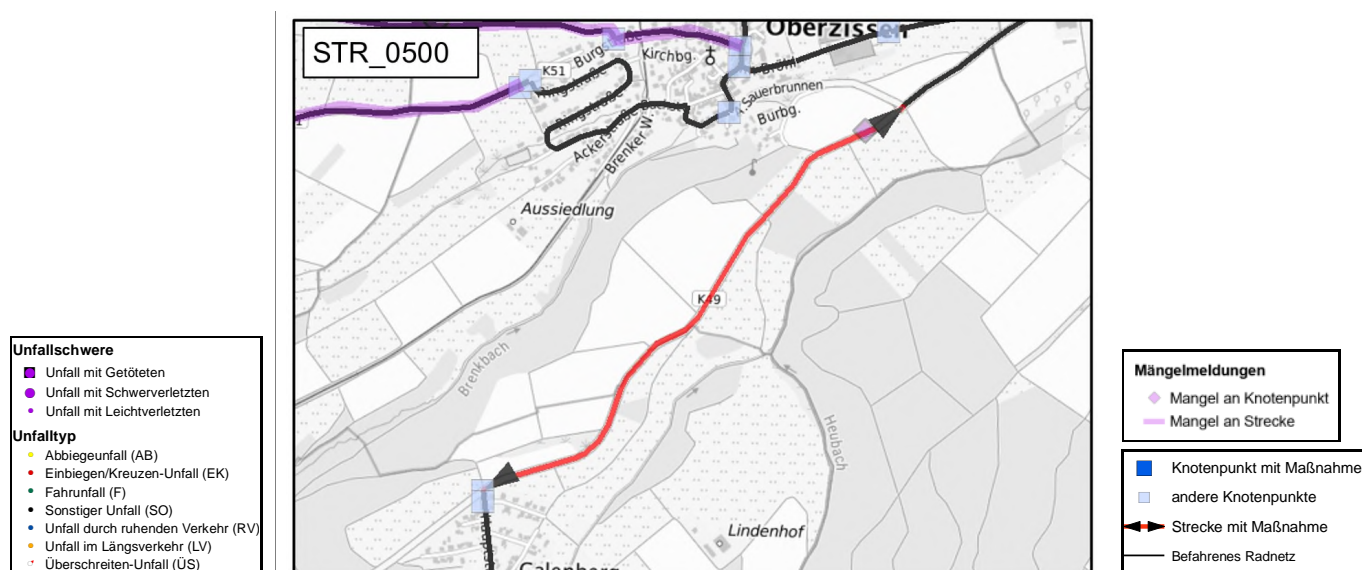 STR_0500
Oberzissen
Burgstraße
Kirchbg.
K51
Ringstraße
Ringstraße
Brohl
A.Sauerbrunnen
Burbg.
Ackerstraße
Brenker W.
Aussiedlung
K49
Brenkbach
Heubach
Lindenhof
Galenberg
Unfallschwere
Unfall mit Getöteten
Unfall mit Schwerverletzten
Unfall mit Leichtverletzten
Unfalltyp
Abbiegeunfall (AB)
Einbiegen/Kreuzen-Unfall (EK)
Fahrunfall (F)
Sonstiger Unfall (SO)
Unfall durch ruhenden Verkehr (RV)
Unfall im Längsverkehr (LV)
Überschreiten-Unfall (ÜS)
Mängelmeldungen
Mangel an Knotenpunkt
Mangel an Strecke
Knotenpunkt mit Maßnahme
andere Knotenpunkte
Strecke mit Maßnahme
Befahrenes Radnetz